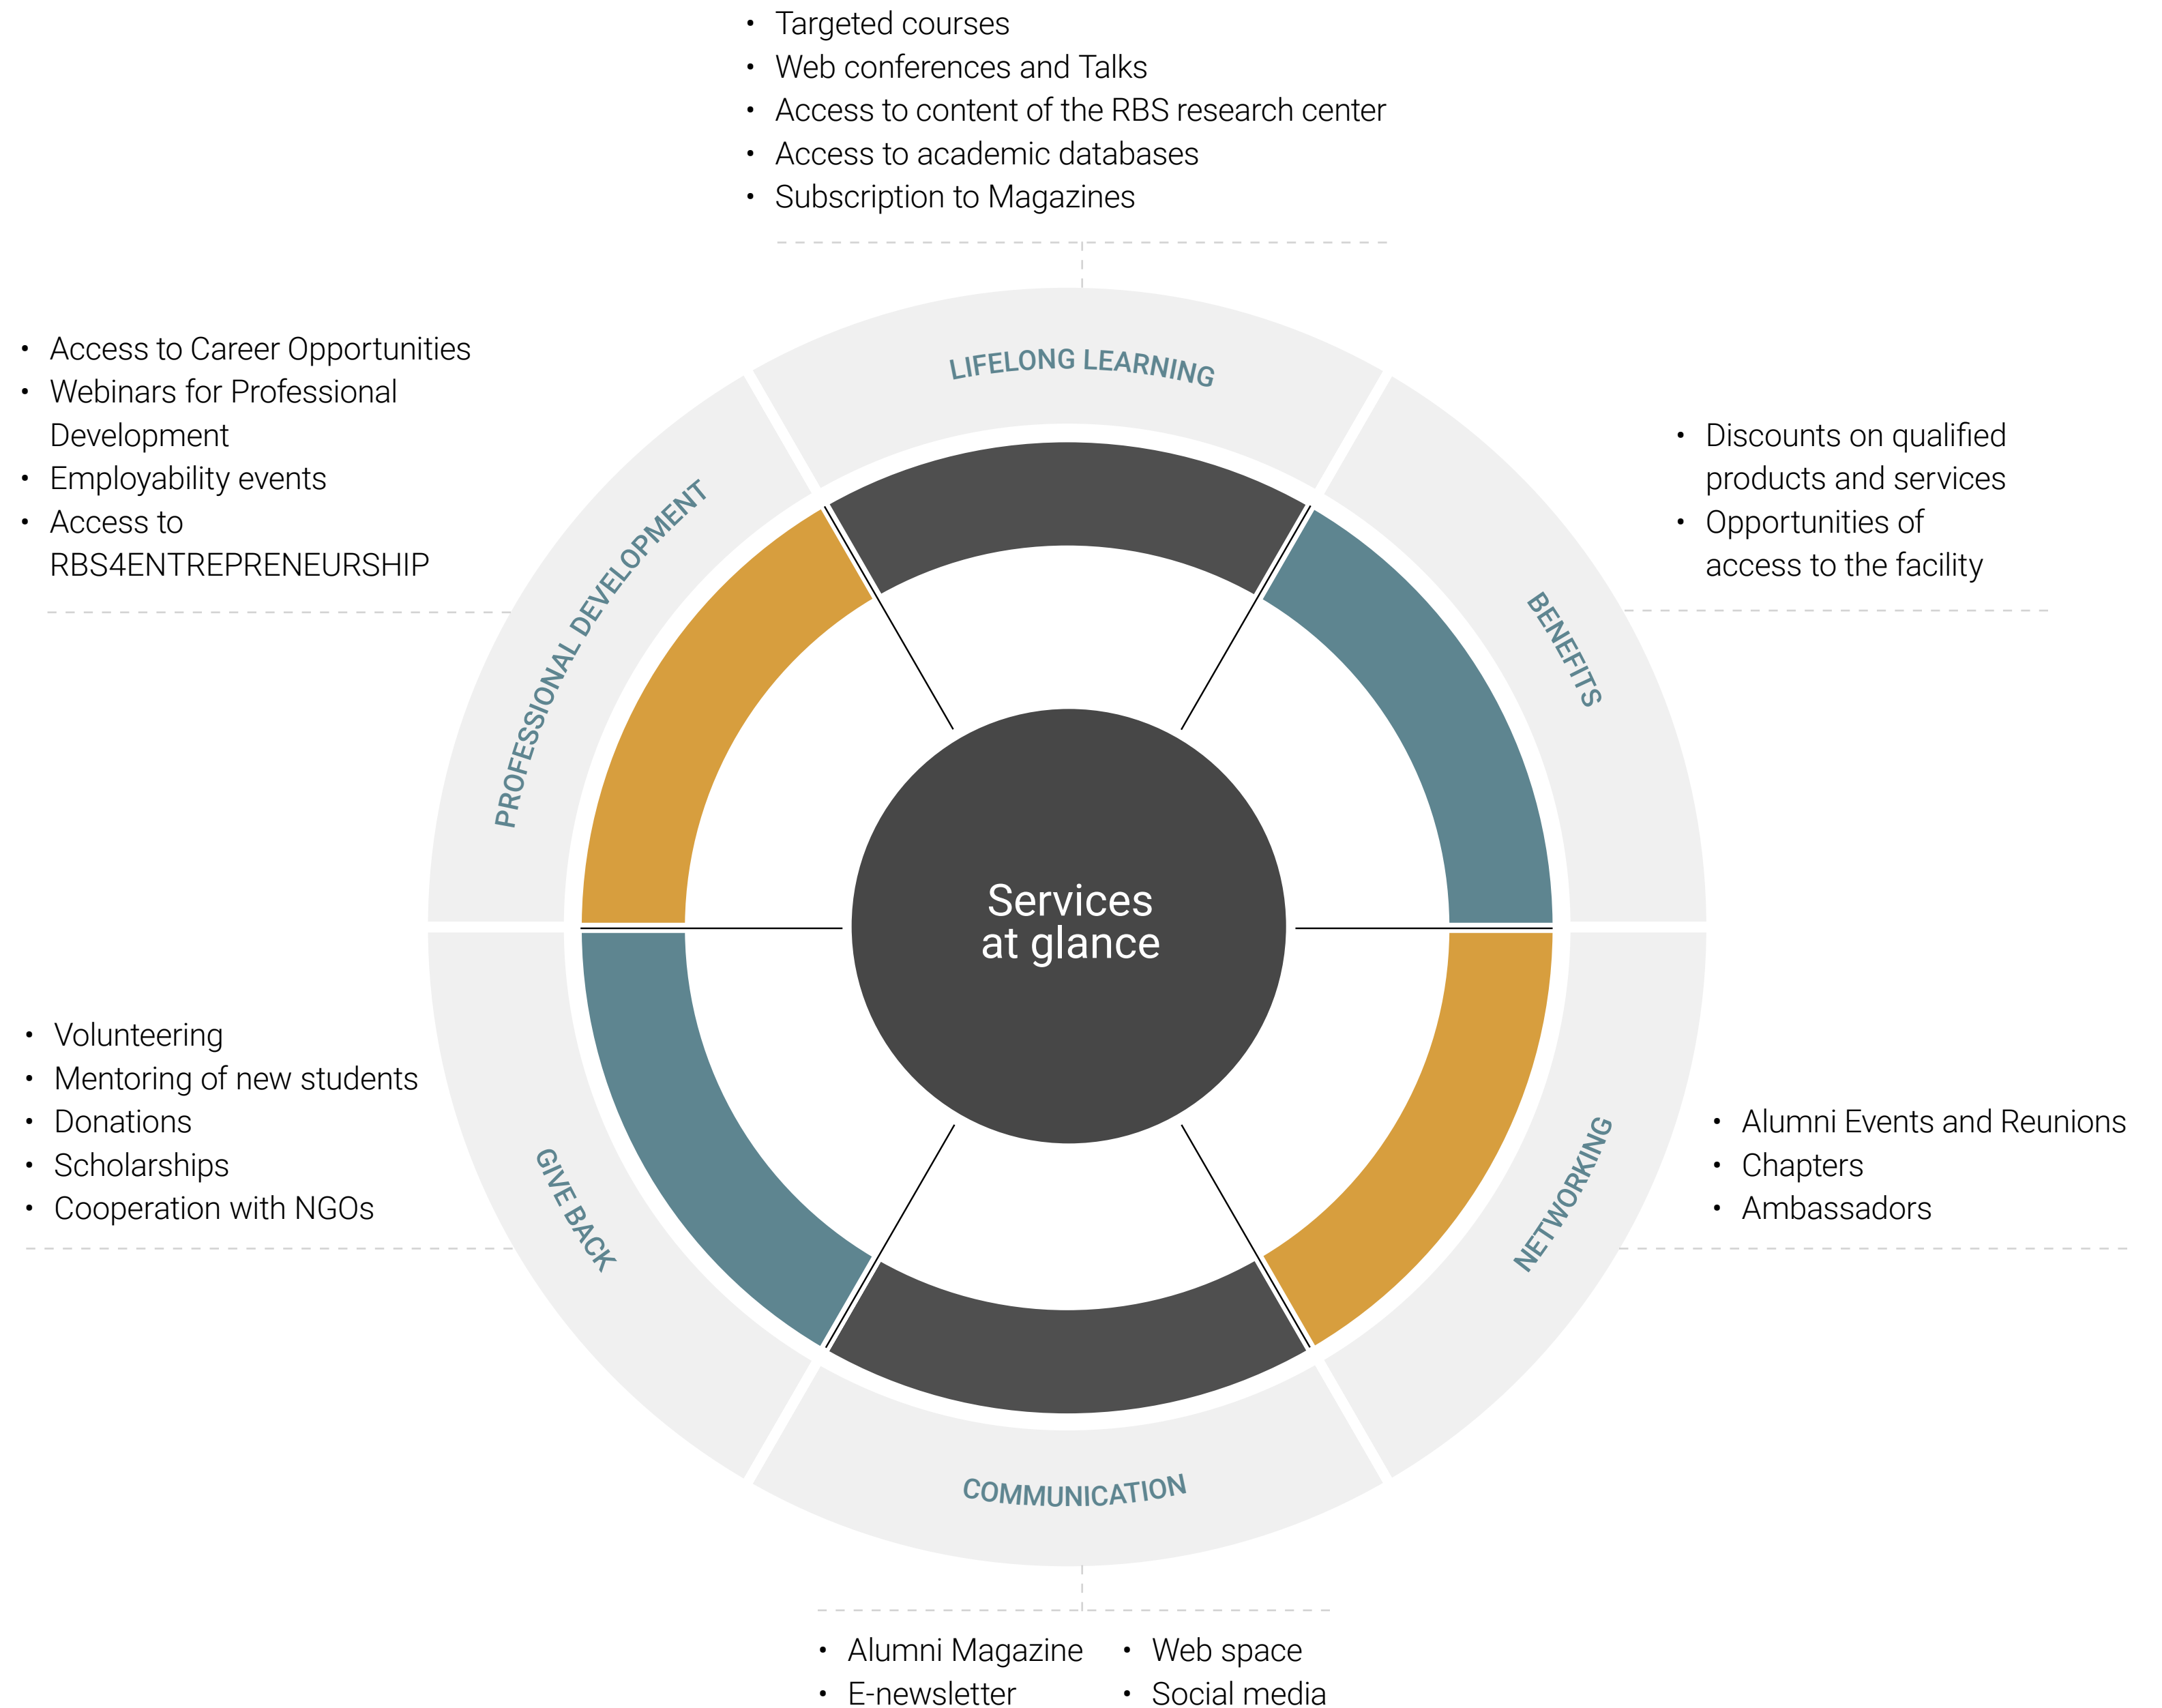 • Targeted courses
• Web conferences and Talks
• Access to content of the RBS research center
• Access to academic databases
• Subscription to Magazines
LIFELONG LEARNING
• Access to Career Opportunities
• Webinars for Professional
Development
• Employability events
• Access to
RBS4ENTREPRENEURSHIP
PROFESSIONAL DEVELOPMENT
• Discounts on qualified
products and services
• Opportunities of
access to the facility
BENEFITS
Services
at glance
• Volunteering
• Mentoring of new students
• Donations
• Scholarships
• Cooperation with NGOs
GIVE BACK
• Alumni Events and Reunions
• Chapters
• Ambassadors
NETWORKING
COMMUNICATION
• Alumni Magazine
• E-newsletter
• Web space
• Social media